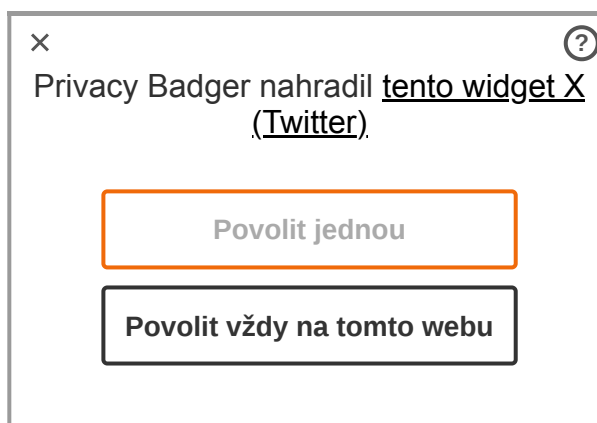 Privacy Badger nahradil tento widget X
(Twitter)
Povolit jednou
Povolit vždy na tomto webu